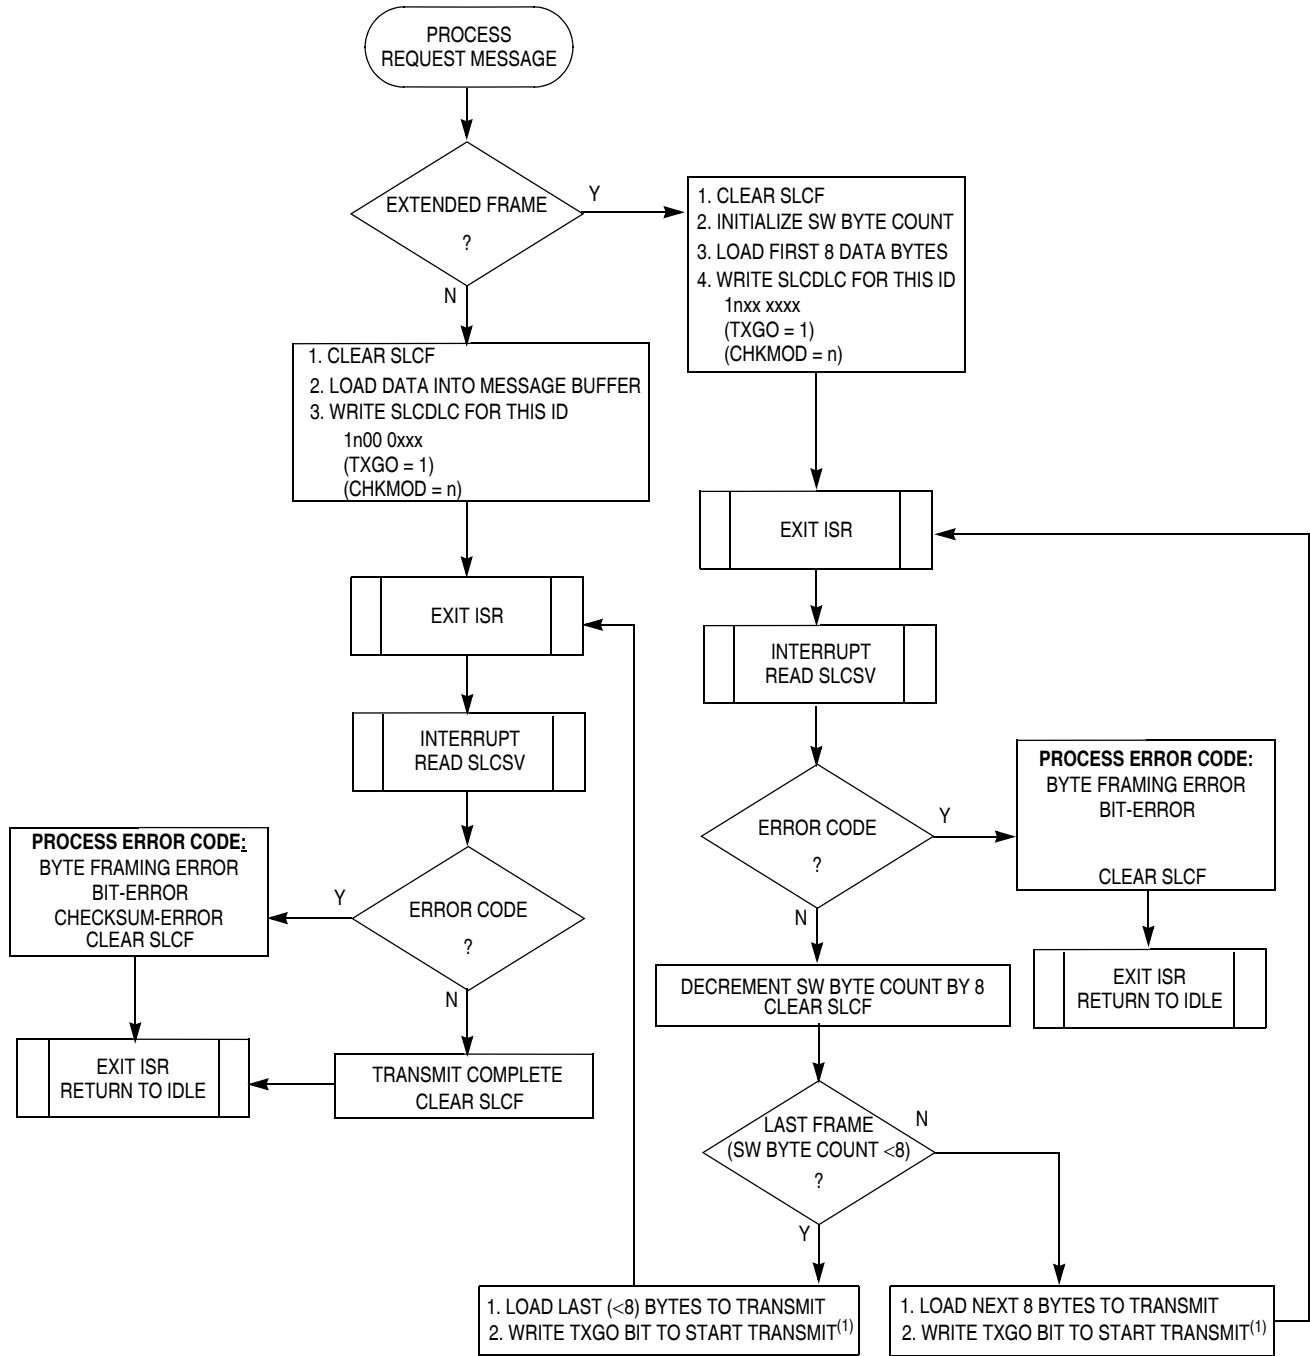 PROCESS
REQUEST MESSAGE
EXTENDED FRAME
?
Y
N
1. CLEAR SLCF
2. INITIALIZE SW BYTE COUNT
3. LOAD FIRST 8 DATA BYTES
4. WRITE SLCDLC FOR THIS ID
1nxx xxxx
(TXGO = 1)
(CHKMOD = n)
1. CLEAR SLCF
2. LOAD DATA INTO MESSAGE BUFFER
3. WRITE SLCDLC FOR THIS ID
1n00 0xxx
(TXGO = 1)
(CHKMOD = n)
EXIT ISR
INTERRUPT
READ SLCSV
ERROR CODE
?
Y
N
PROCESS ERROR CODE:
BYTE FRAMING ERROR
BIT-ERROR
CHECKSUM-ERROR
CLEAR SLCF
EXIT ISR
RETURN TO IDLE
TRANSMIT COMPLETE
CLEAR SLCF
EXIT ISR
INTERRUPT
READ SLCSV
ERROR CODE
?
Y
N
PROCESS ERROR CODE:
BYTE FRAMING ERROR
BIT-ERROR
CLEAR SLCF
EXIT ISR
RETURN TO IDLE
DECREMENT SW BYTE COUNT BY 8
CLEAR SLCF
LAST FRAME
(SW BYTE COUNT <8)
?
N
Y
1. LOAD LAST (<8) BYTES TO TRANSMIT
2. WRITE TXGO BIT TO START TRANSMIT(1)
1. LOAD NEXT 8 BYTES TO TRANSMIT
2. WRITE TXGO BIT TO START TRANSMIT(1)